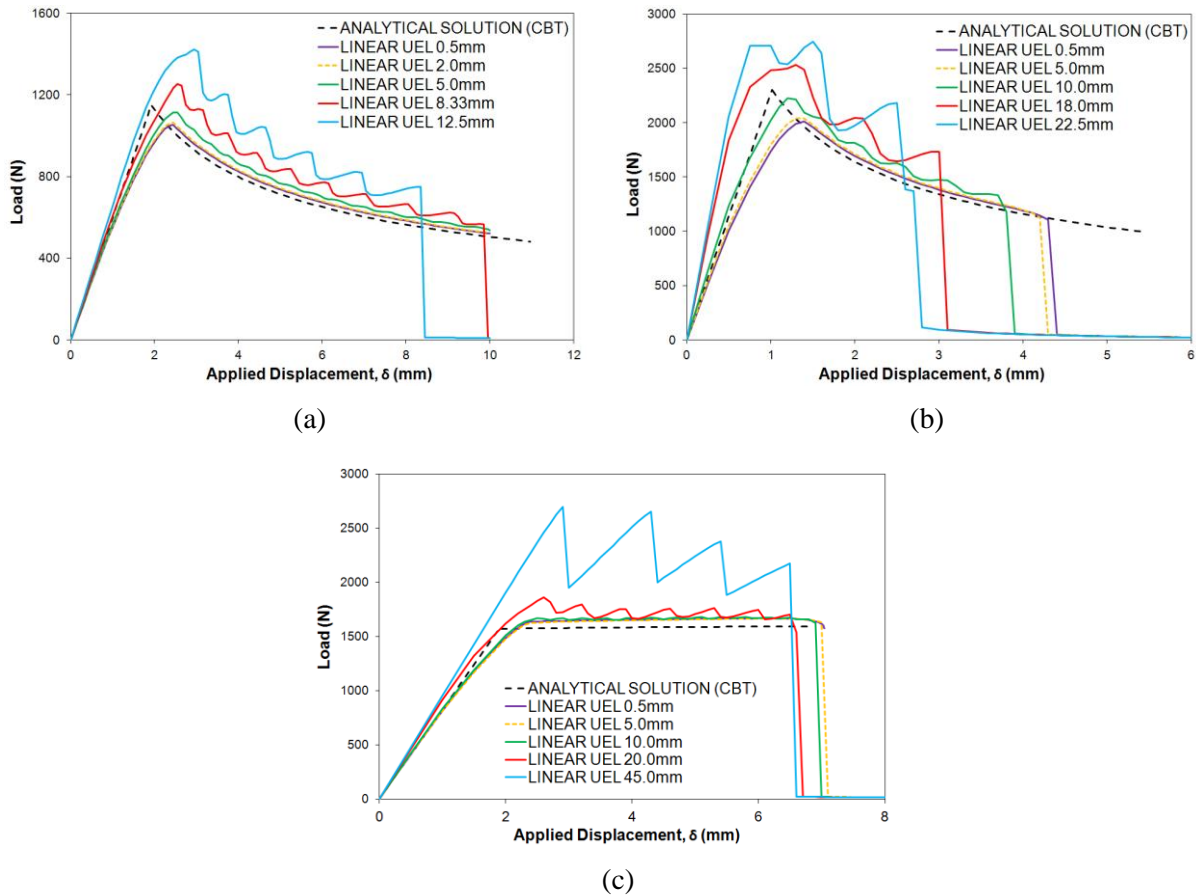 1600
1200
800
400
0
Load (N)
ANALYTICAL SOLUTION (CBT)
LINEAR UEL 0.5mm
LINEAR UEL 2.0mm
LINEAR UEL 5.0mm
LINEAR UEL 8.33mm
LINEAR UEL 12.5mm
0 2 4 6 8 10 12
Applied Displacement, δ (mm)
(a)
3000
2500
2000
1500
1000
500
0
Load (N)
ANALYTICAL SOLUTION (CBT)
LINEAR UEL 0.5mm
LINEAR UEL 5.0mm
LINEAR UEL 10.0mm
LINEAR UEL 18.0mm
LINEAR UEL 22.5mm
0 1 2 3 4 5 6
Applied Displacement, δ (mm)
(b)
3000
2500
2000
1500
1000
500
0
Load (N)
ANALYTICAL SOLUTION (CBT)
LINEAR UEL 0.5mm
LINEAR UEL 5.0mm
LINEAR UEL 10.0mm
LINEAR UEL 20.0mm
LINEAR UEL 45.0mm
0 2 4 6 8
Applied Displacement, δ (mm)
(c)